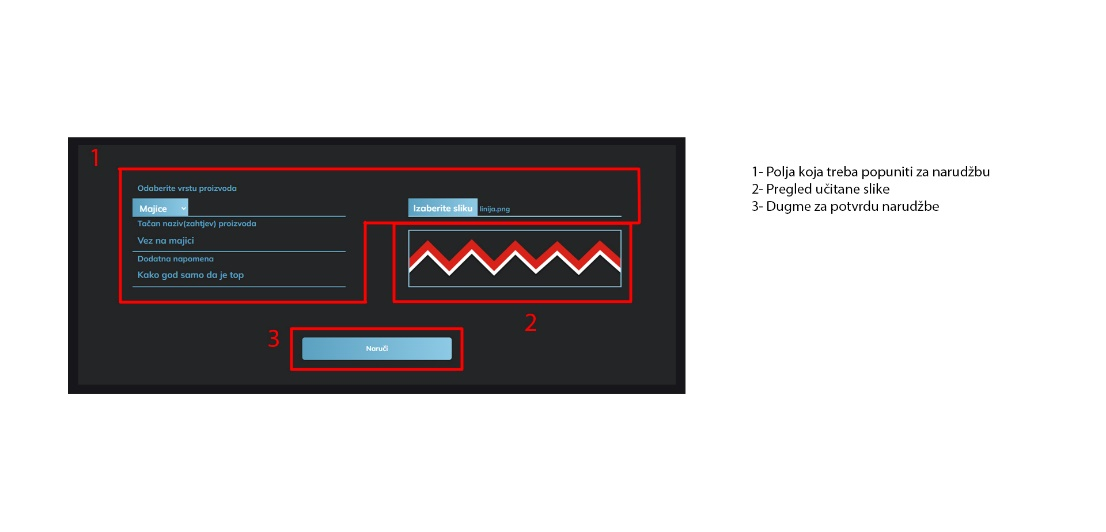 1
Odaberite vrstu proizvoda
Majice
Izaberite sliku linija.png
Tačan naziv(zahtjev) proizvoda
Vez na majici
Dodatna napomena
Kako god samo da je top
2
3
Naruči
1- Polja koja treba popuniti za narudžbu
2- Pregled učitane slike
3- Dugme za potvrdu narudžbe